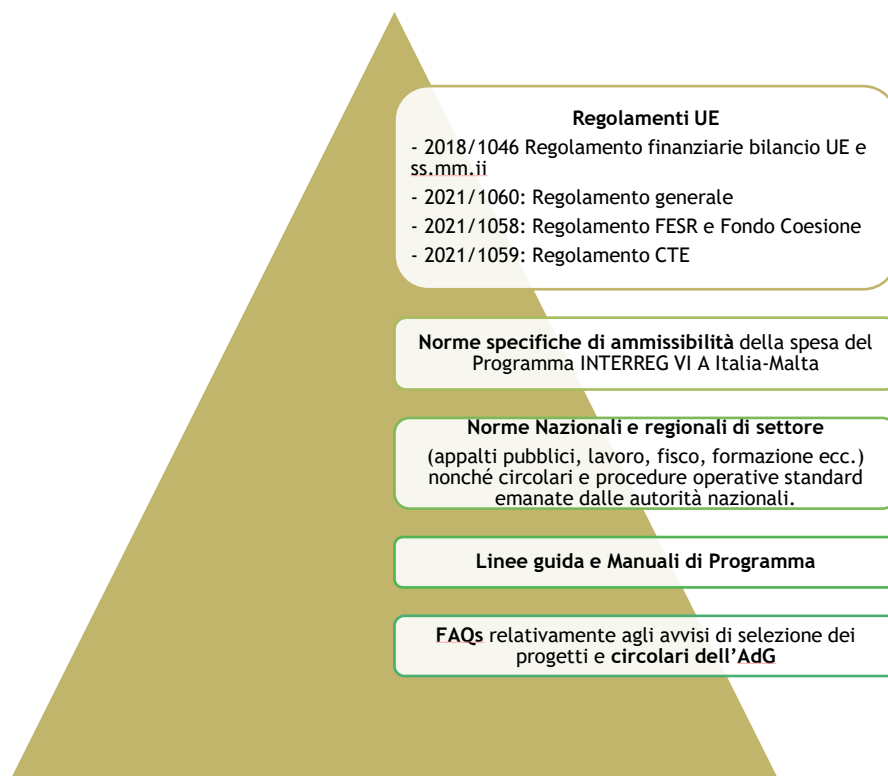 Regolamenti UE
- 2018/1046 Regolamento finanziarie bilancio UE e
ss.mm.ii
- 2021/1060: Regolamento generale
- 2021/1058: Regolamento FESR e Fondo Coesione
- 2021/1059: Regolamento CTE
Norme specifiche di ammissibilità della spesa del
Programma INTERREG VI A Italia-Malta
Norme Nazionali e regionali di settore
(appalti pubblici, lavoro, fisco, formazione ecc.)
nonché circolari e procedure operative standard
emanate dalle autorità nazionali.
Linee guida e Manuali di Programma
FAQs relativamente agli avvisi di selezione dei
progetti e circolari dell’AdG